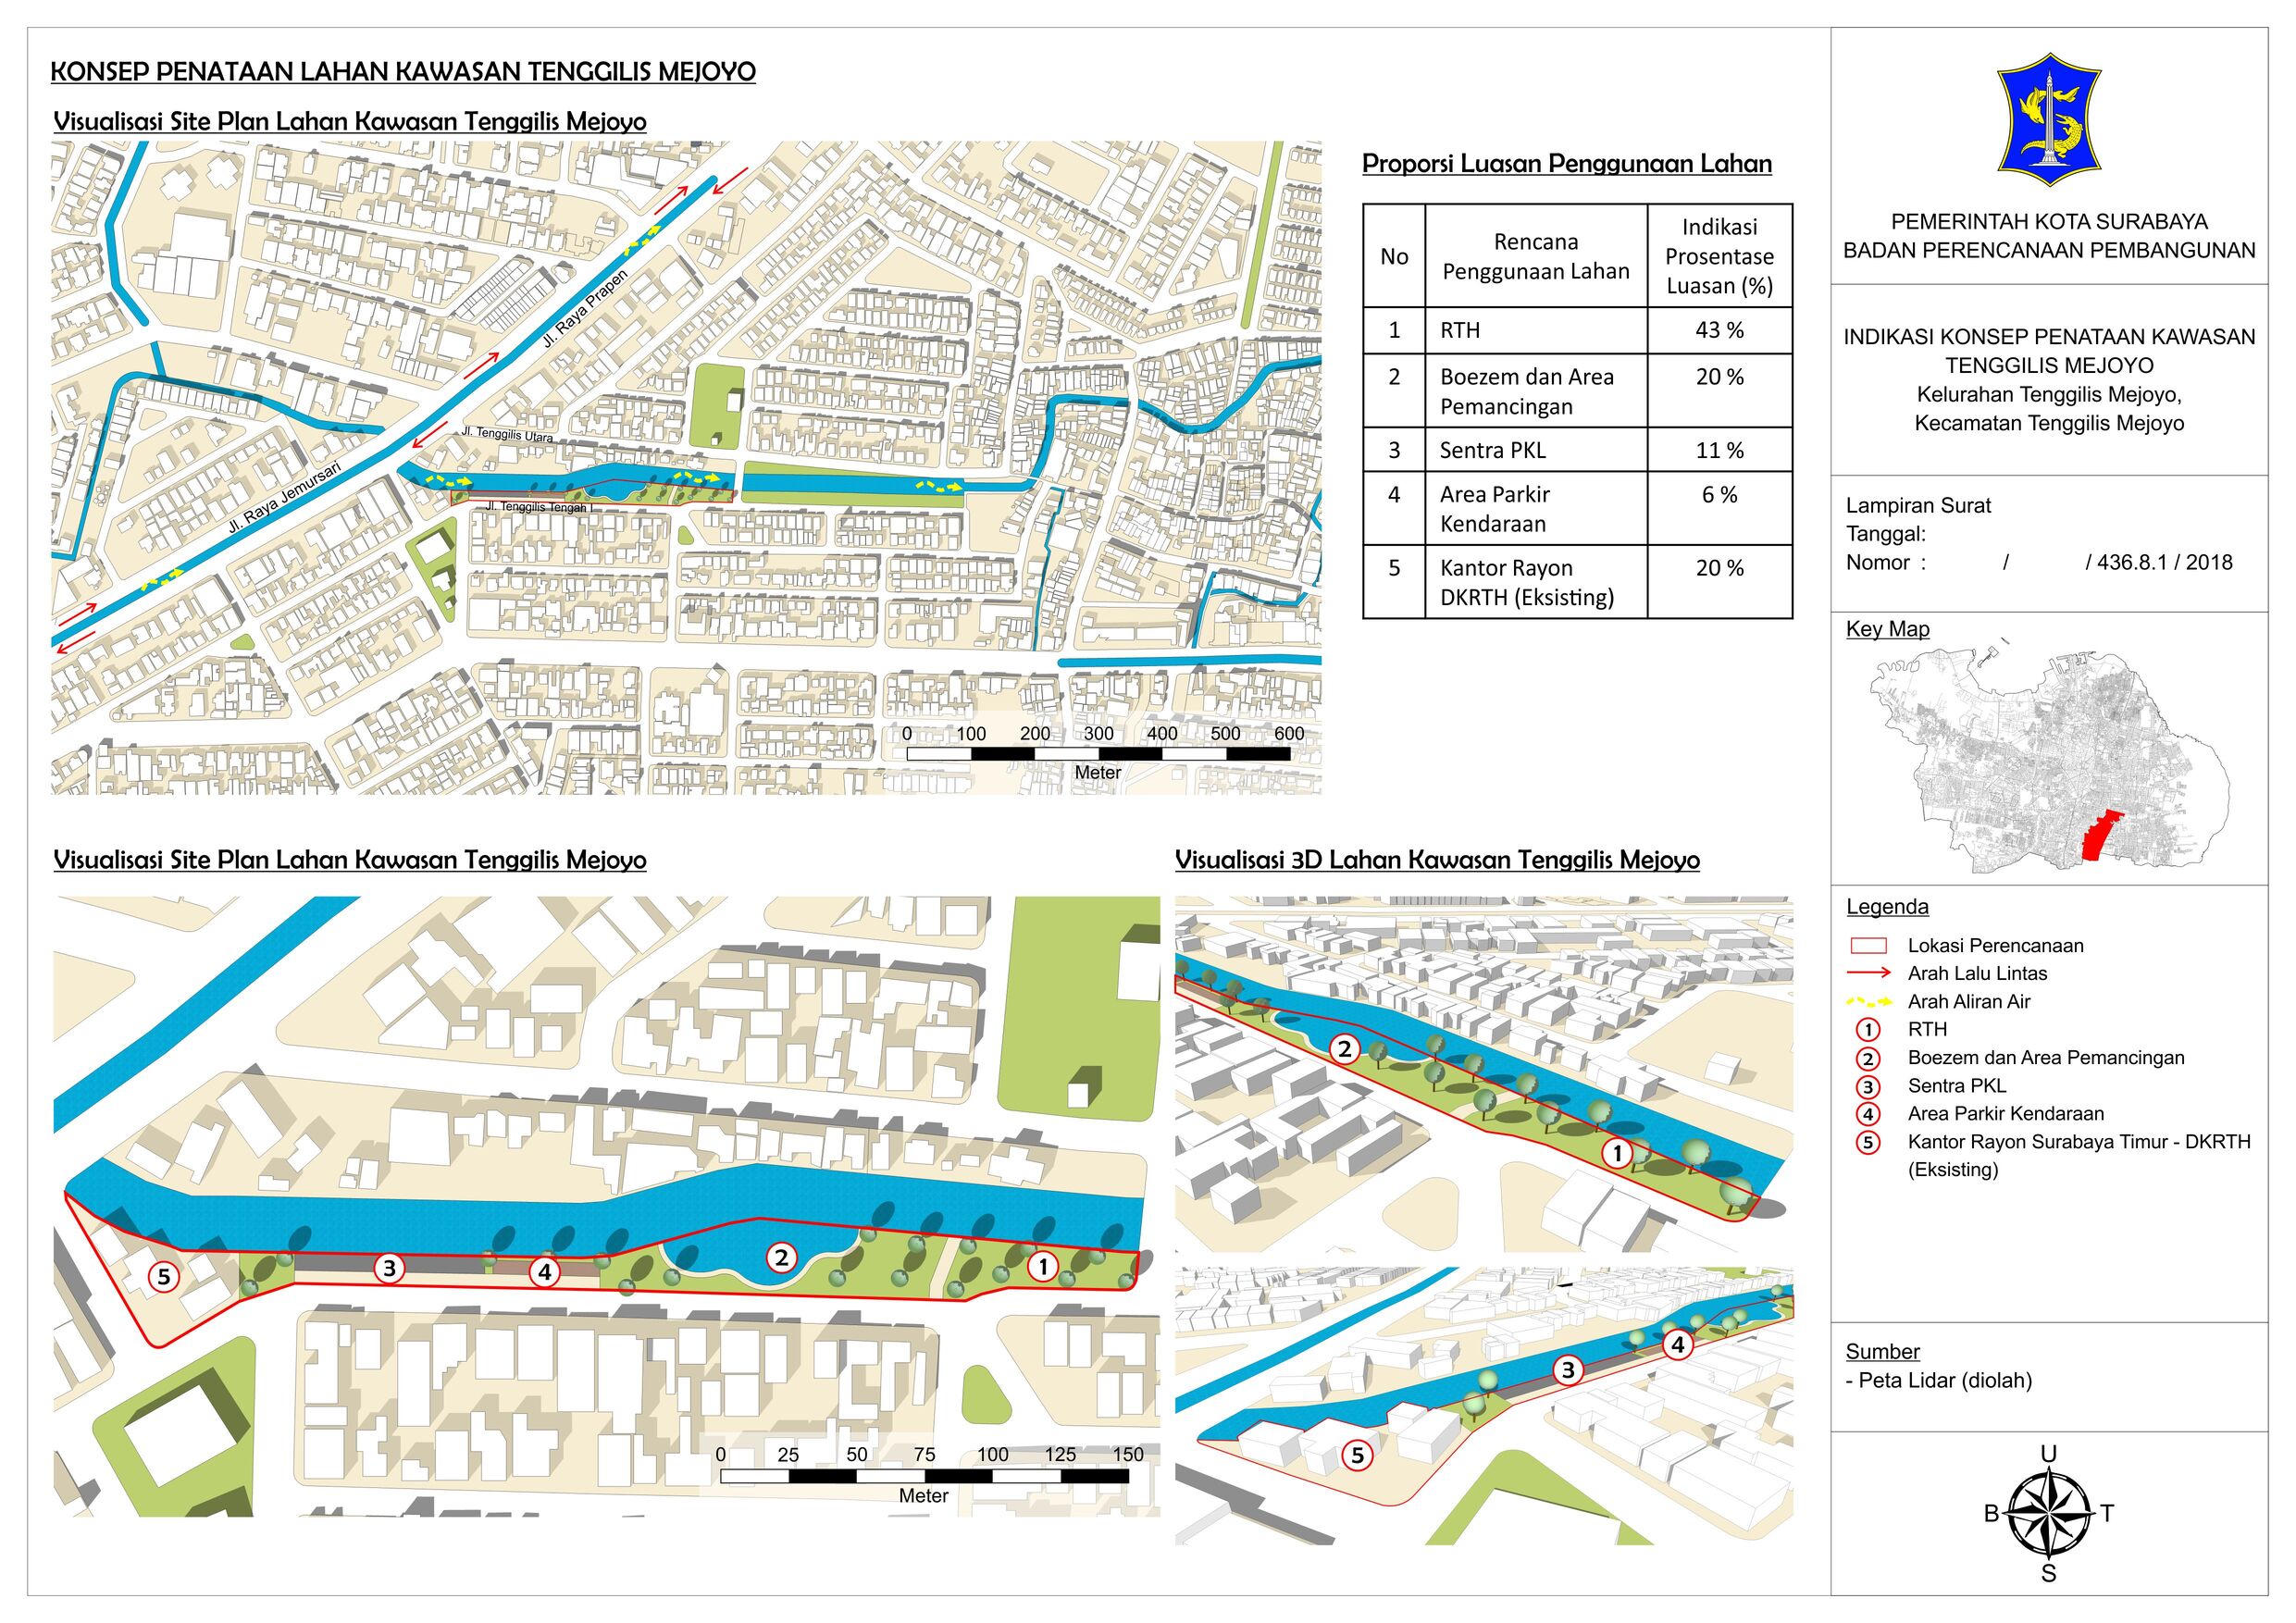 KONSEP PENATAAN LAHAN KAWASAN TENGGILIS MEJOYO
Visualisasi Site Plan Lahan Kawasan Tenggilis Mejoyo
Jl. Raya Prapen
Jl. Tenggilis Utara
Jl. Raya Jemursari
Jl. Tenggilis Tengah I
0 100 200 300 400 500 600
Meter
Proporsi Luasan Penggunaan Lahan
No
Rencana
Penggunaan Lahan
Indikasi
Prosentase
Luasan (%)
1 RTH 43 %
2 Boezem dan Area 20 %
Pemancingan
3 Sentra PKL 11 %
4 Area Parkir 6 %
Kendaraan
5 Kantor Rayon 20 %
DKRTH (Eksisting)
Visualisasi Site Plan Lahan Kawasan Tenggilis Mejoyo
5
3
4
2
1
0 25 50 75 100 125 150
Meter
Visualisasi 3D Lahan Kawasan Tenggilis Mejoyo
2
1
4
3
5
PEMERINTAH KOTA SURABAYA
BADAN PERENCANAAN PEMBANGUNAN
INDIKASI KONSEP PENATAAN KAWASAN
TENGGILIS MEJOYO
Kelurahan Tenggilis Mejoyo,
Kecamatan Tenggilis Mejoyo
Lampiran Surat
Tanggal:
Nomor : / / 436.8.1 / 2018
Key Map
Legenda
Lokasi Perencanaan
Arah Lalu Lintas
Arah Aliran Air
1 RTH
2 Boezem dan Area Pemancingan
3 Sentra PKL
4 Area Parkir Kendaraan
5 Kantor Rayon Surabaya Timur - DKRTH
(Eksisting)
Sumber
- Peta Lidar (diolah)
U
B T
S